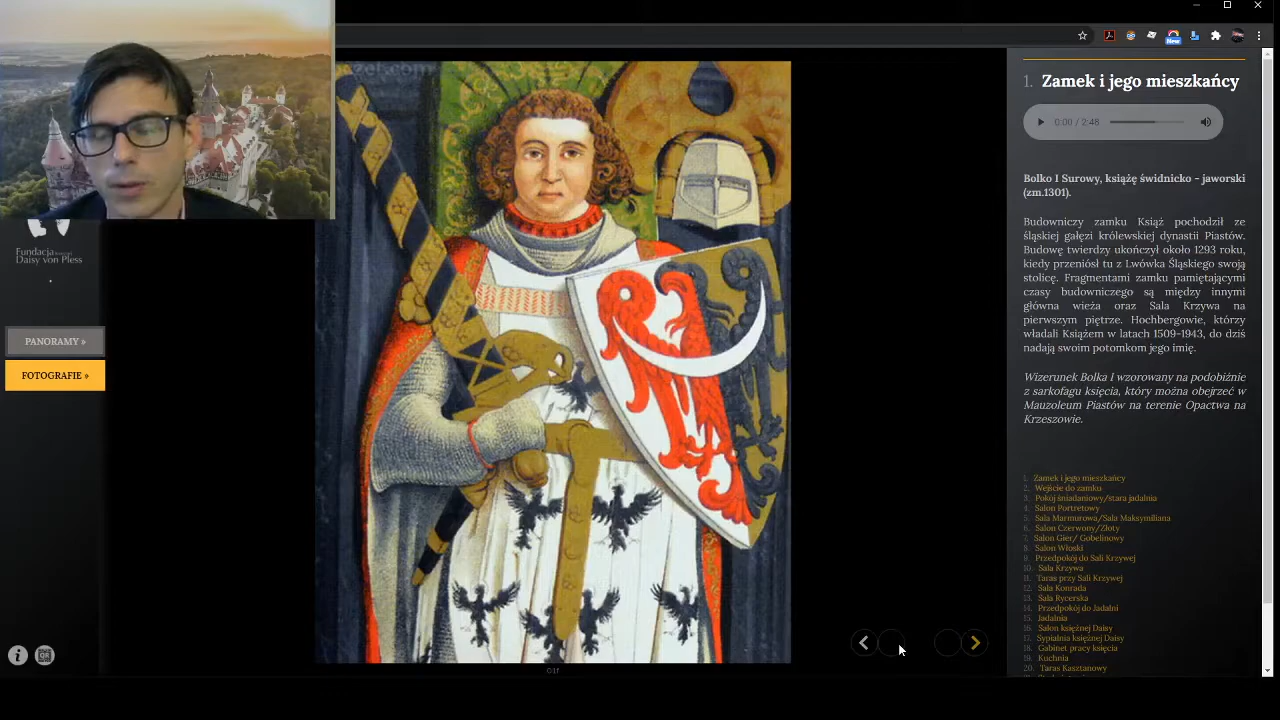 1. Zamek i jego mieszkańcy
0:00 / 2:48
Bolko I Surowy, książę świdnicko - jaworski
(zm.1301).
Budowniczy zamku Książ pochodził ze
śląskiej gałęzi królewskiej dynastii Piastów.
Budowę twierdzy ukończył około 1293 roku,
kiedy przeniósł tu z Lwówka Śląskiego swoją
stolicę. Fragmentami zamku pamiętającymi
czasy budowniczego są między innymi
główna wieża oraz Sala Krzywa na
pierwszym piętrze. Hochbergowie, którzy
władali Książem w latach 1509-1943, do dziś
nadają swoim potomkom jego imię.
Wizerunek Bolka I wzorowany na podobiźnie
z sarkofagu księcia, który można obejrzeć w
Mauzoleum Piastów na terenie Opactwa na
Krzeszowie.
1. Zamek i jego mieszkańcy
2. Wejście do zamku
3. Pokój śniadaniowy/stara jadalnia
4. Salon Portretowy
5. Sala Marmurowa/Sala Maksymiliana
6. Salon Czerwony/Złoty
7. Salon Gier/ Gobelinowy
8. Salon Włoski
9. Przedpokój do Sali Krzywej
10. Sala Krzywa
11. Taras przy Sali Krzywej
12. Sala Konrada
13. Sala Rycerska
14. Przedpokój do Jadalni
15. Jadalnia
16. Salon księżnej Daisy
17. Sypialnia księżnej Daisy
18. Gabinet pracy księcia
19. Kuchnia
20. Taras Kasztanowy
Fundacja
Daisy von Pless
PANORAMY »
FOTOGRAFIE »
i
QR
New